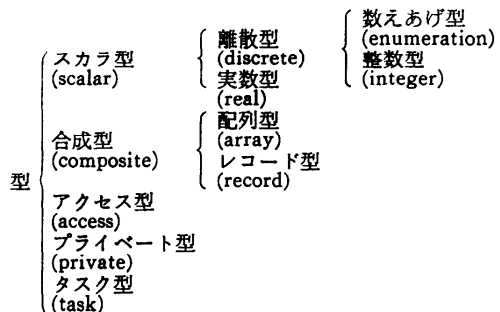 型
スカラ型
(scalar)
離散型
(discrete)
数えあげ型
(enumeration)
整数型
(integer)
実数型
(real)
合成型
(composite)
配列型
(array)
レコード型
(record)
アクセス型
(access)
プライベート型
(private)
タスク型
(task)